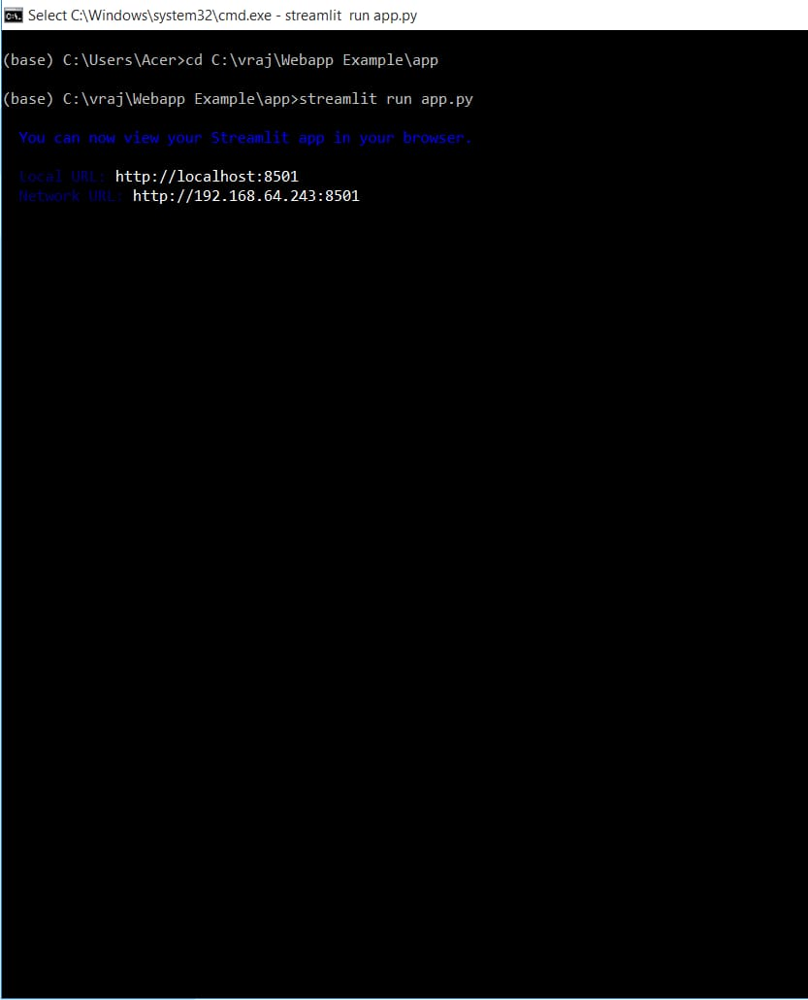 Select C:\Windows\system32\cmd.exe - streamlit  run app.py
(base) C:\Users\Acer>cd C:\vraj\Webapp Example\app
(base) C:\vraj\Webapp Example\app>streamlit run app.py
You can now view your Streamlit app in your browser.
Local URL: http://localhost:8501
Network URL: http://192.168.64.243:8501